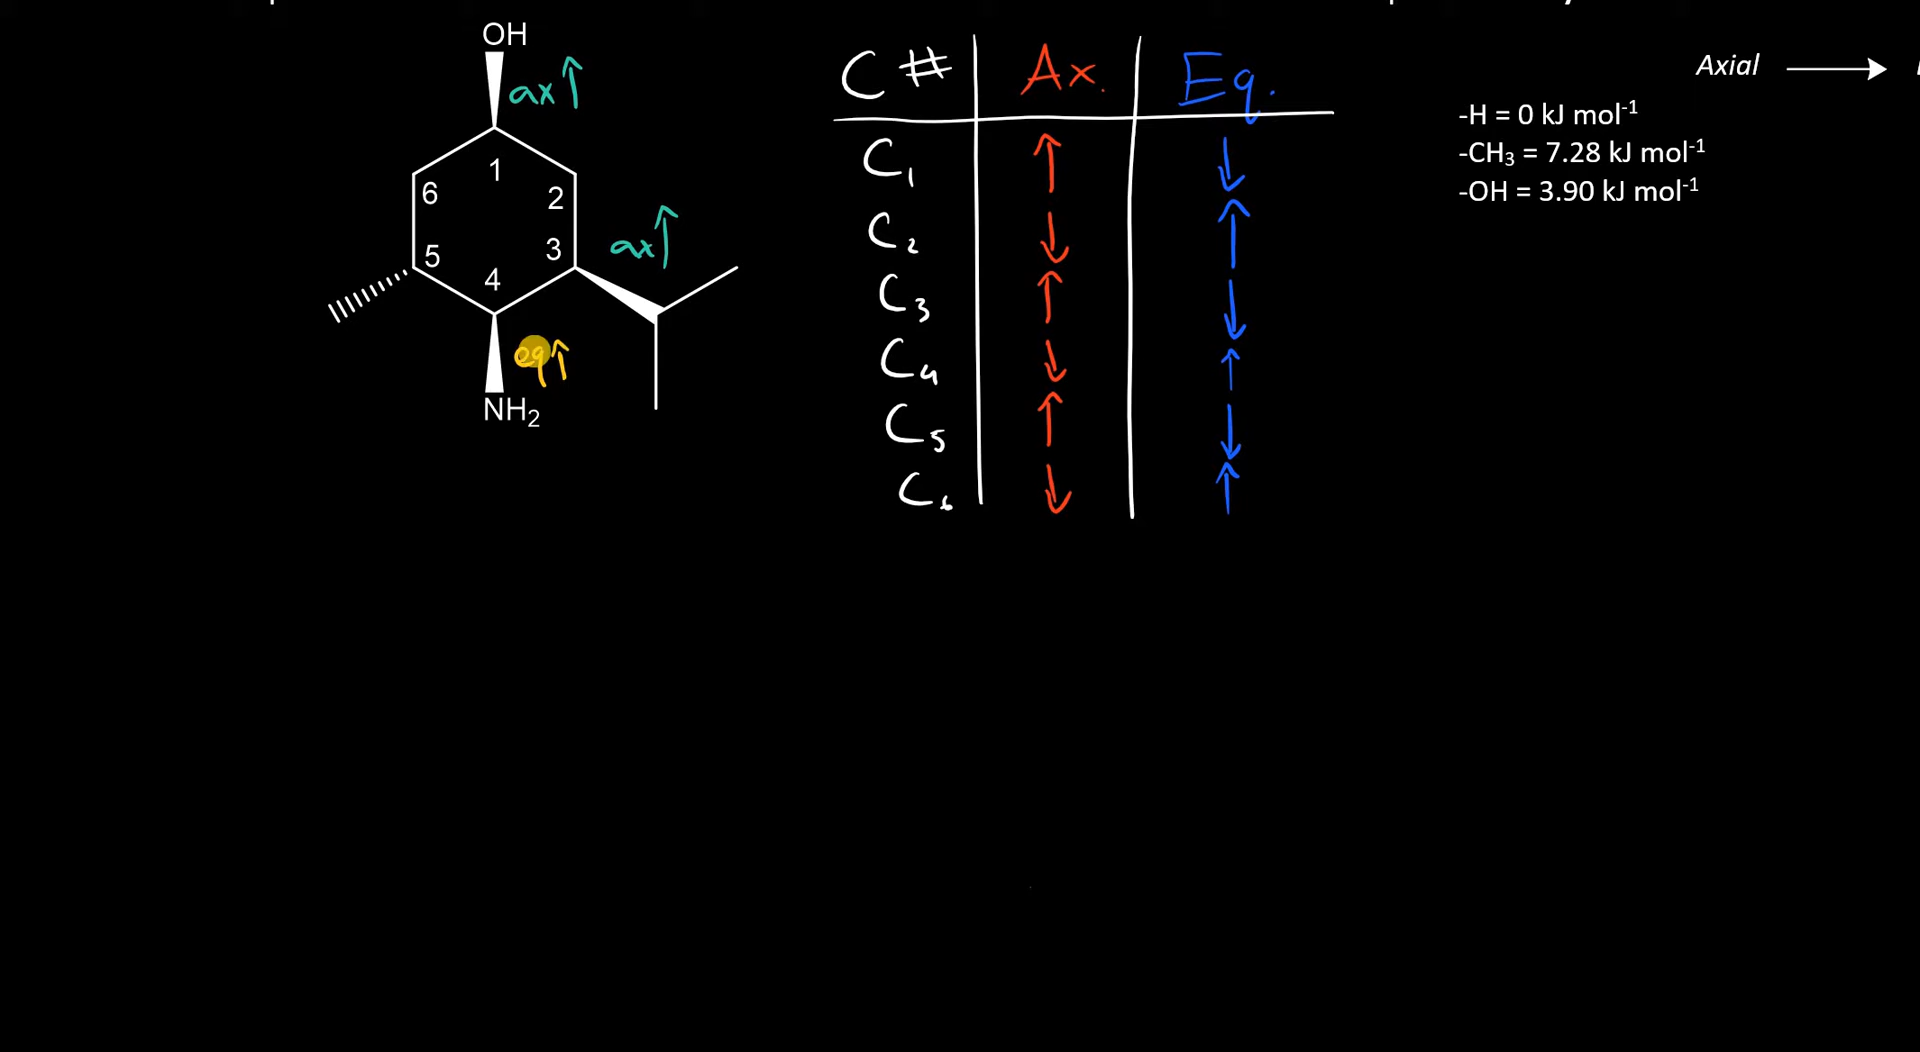 OH
ax↑
1
6
2
5
4
3
ax↑
eq↑
NH₂
C # Ax. Eq.
C₁ ↑ ↓
C₂ ↓ ↑
C₃ ↑ ↓
C₄ ↓ ↑
C₅ ↑ ↓
C₆ ↓ ↑
Axial
-H = 0 kJ mol⁻¹
-CH₃ = 7.28 kJ mol⁻¹
-OH = 3.90 kJ mol⁻¹